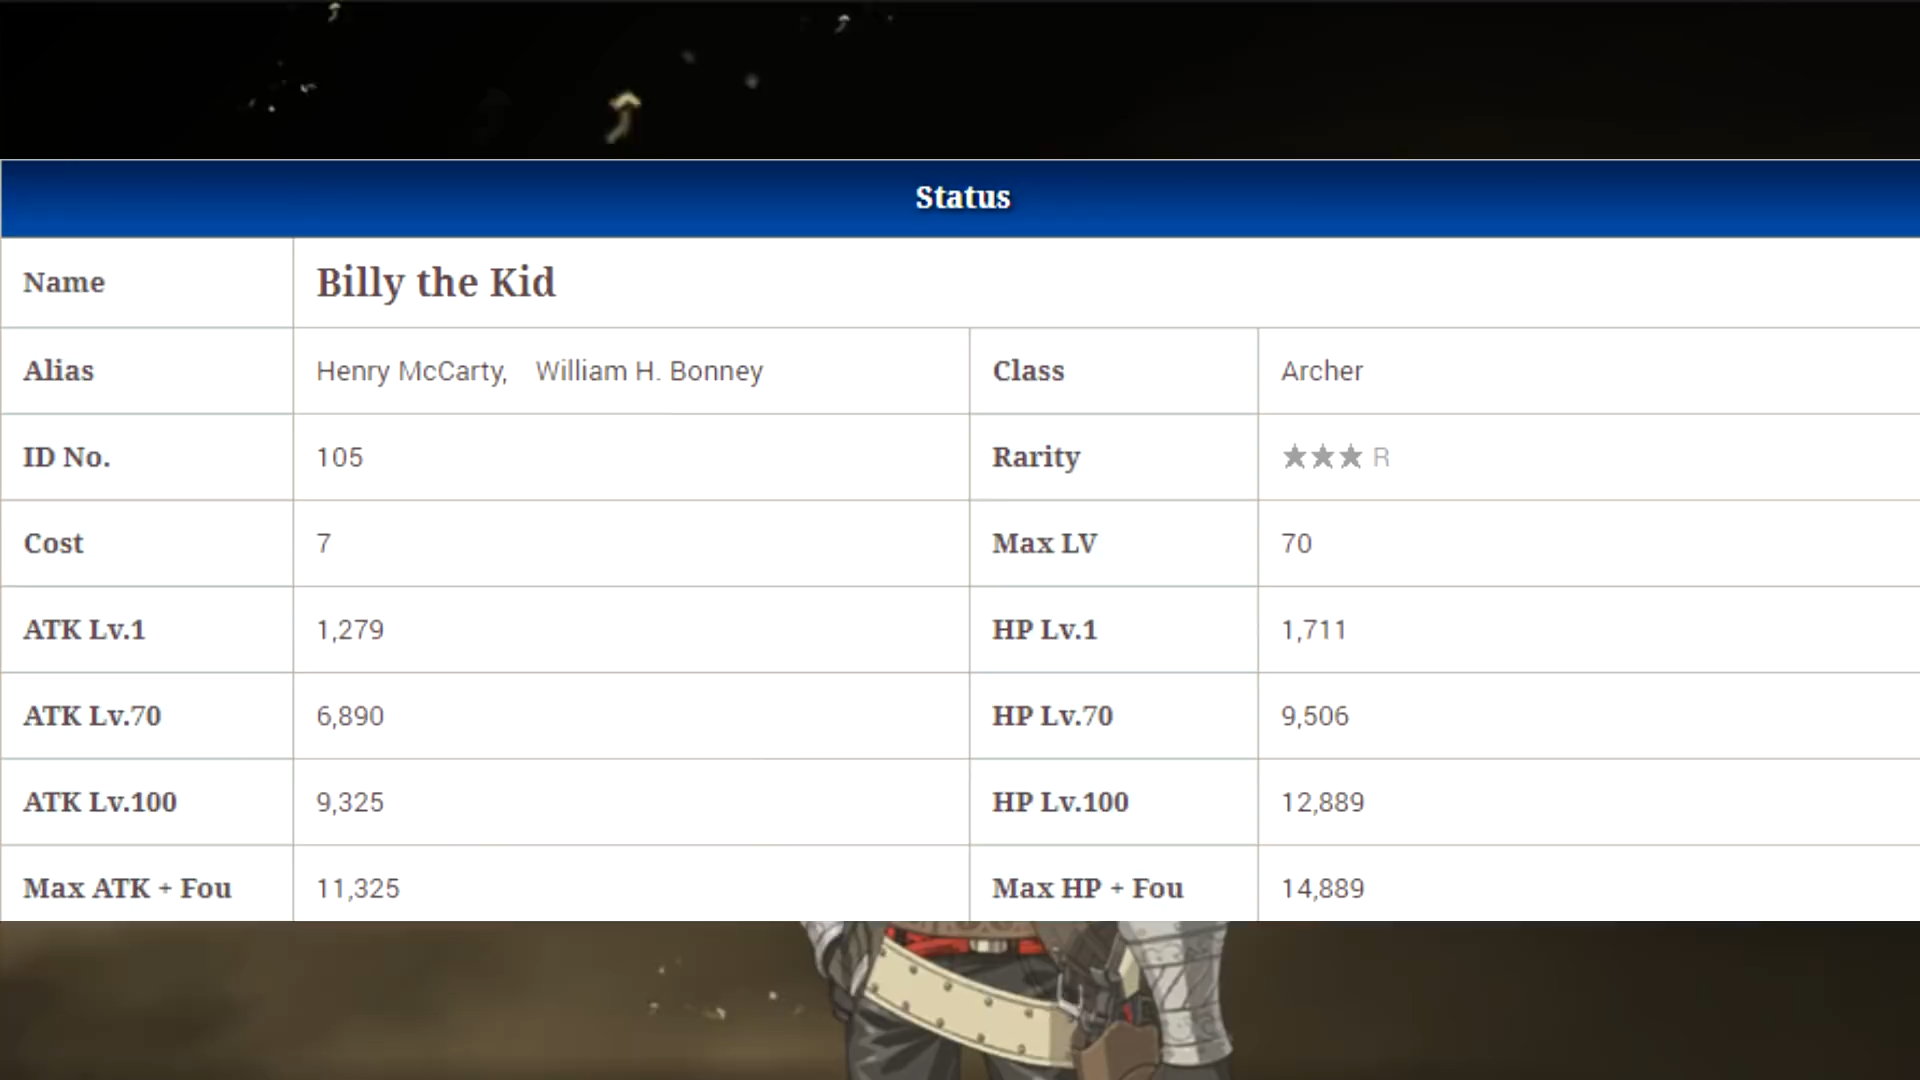 Status
Name Billy the Kid
Alias Henry McCarty, William H. Bonney Class Archer
ID No. 105 Rarity ★★★ R
Cost 7 Max LV 70
ATK Lv.1 1,279 HP Lv.1 1,711
ATK Lv.70 6,890 HP Lv.70 9,506
ATK Lv.100 9,325 HP Lv.100 12,889
Max ATK + Fou 11,325 Max HP + Fou 14,889